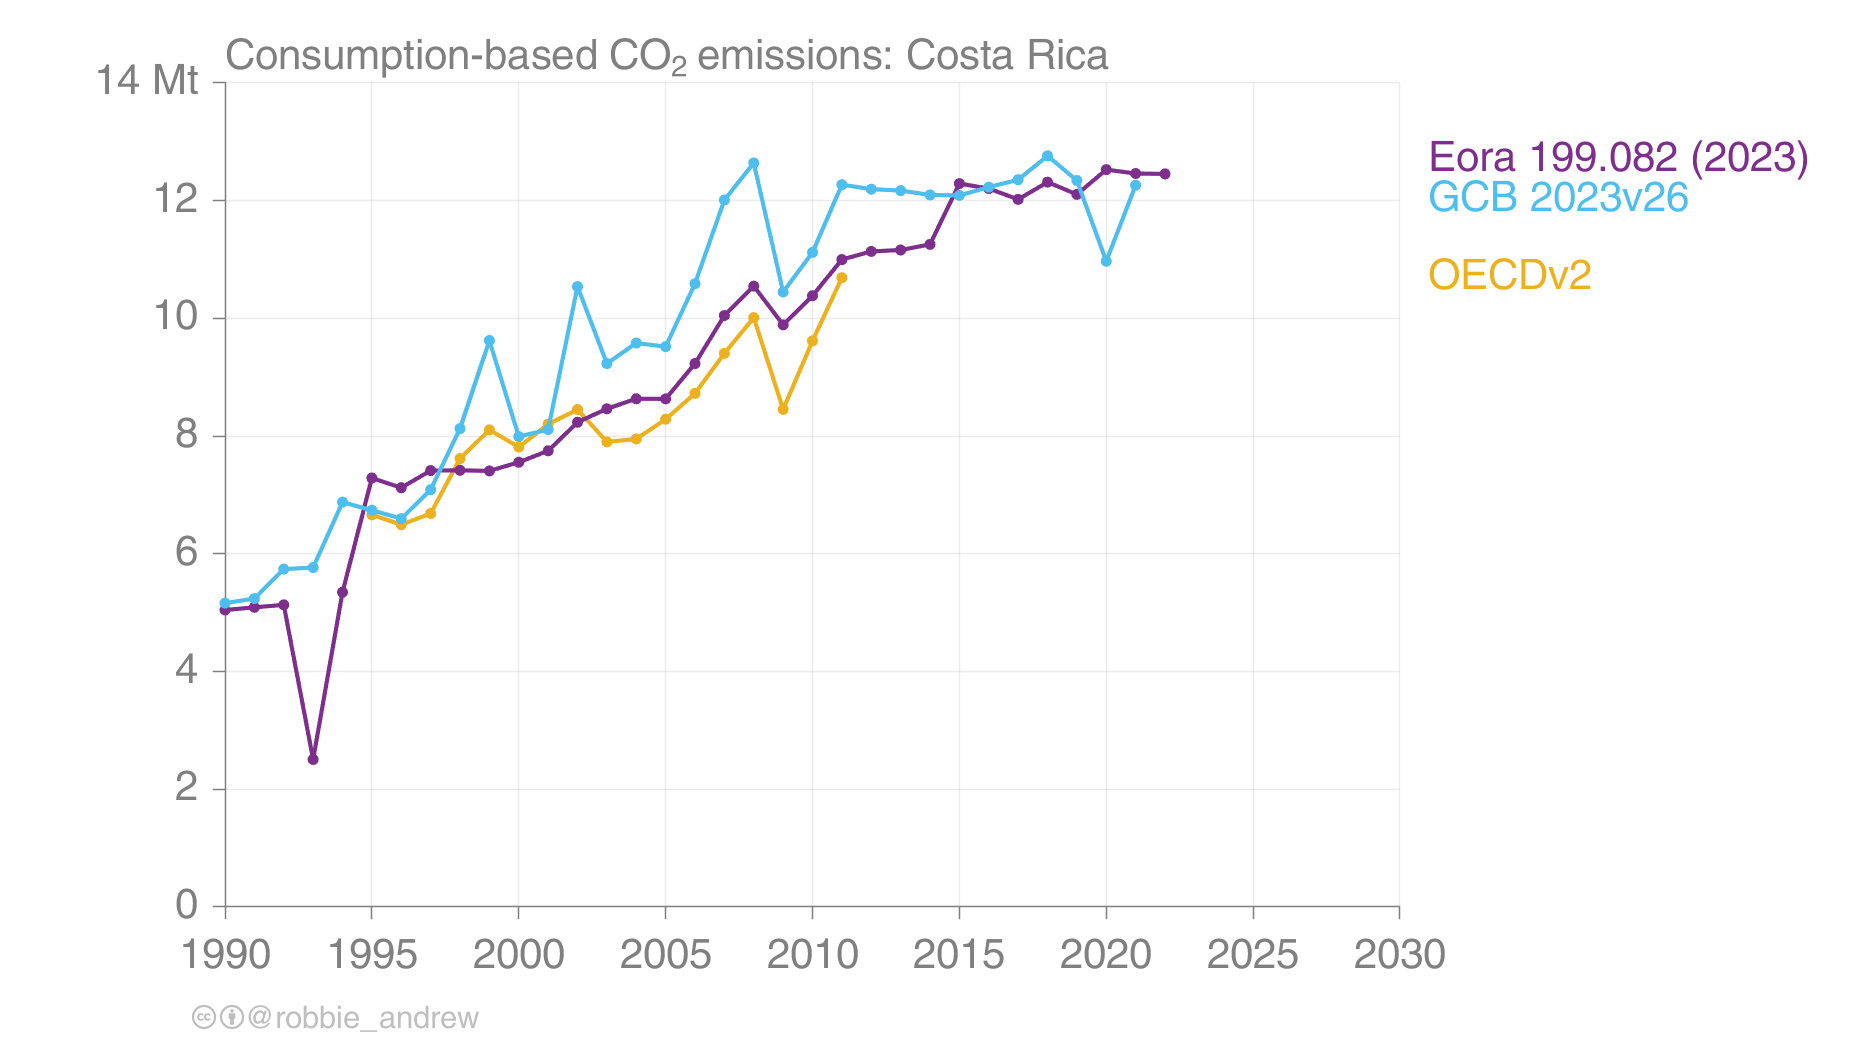 Consumption-based CO₂ emissions: Costa Rica
14 Mt
12
10
8
6
4
2
0
1990 1995 2000 2005 2010 2015 2020 2025 2030
Eora 199.082 (2023)
GCB 2023v26
OECDv2
cc @robbie_andrew